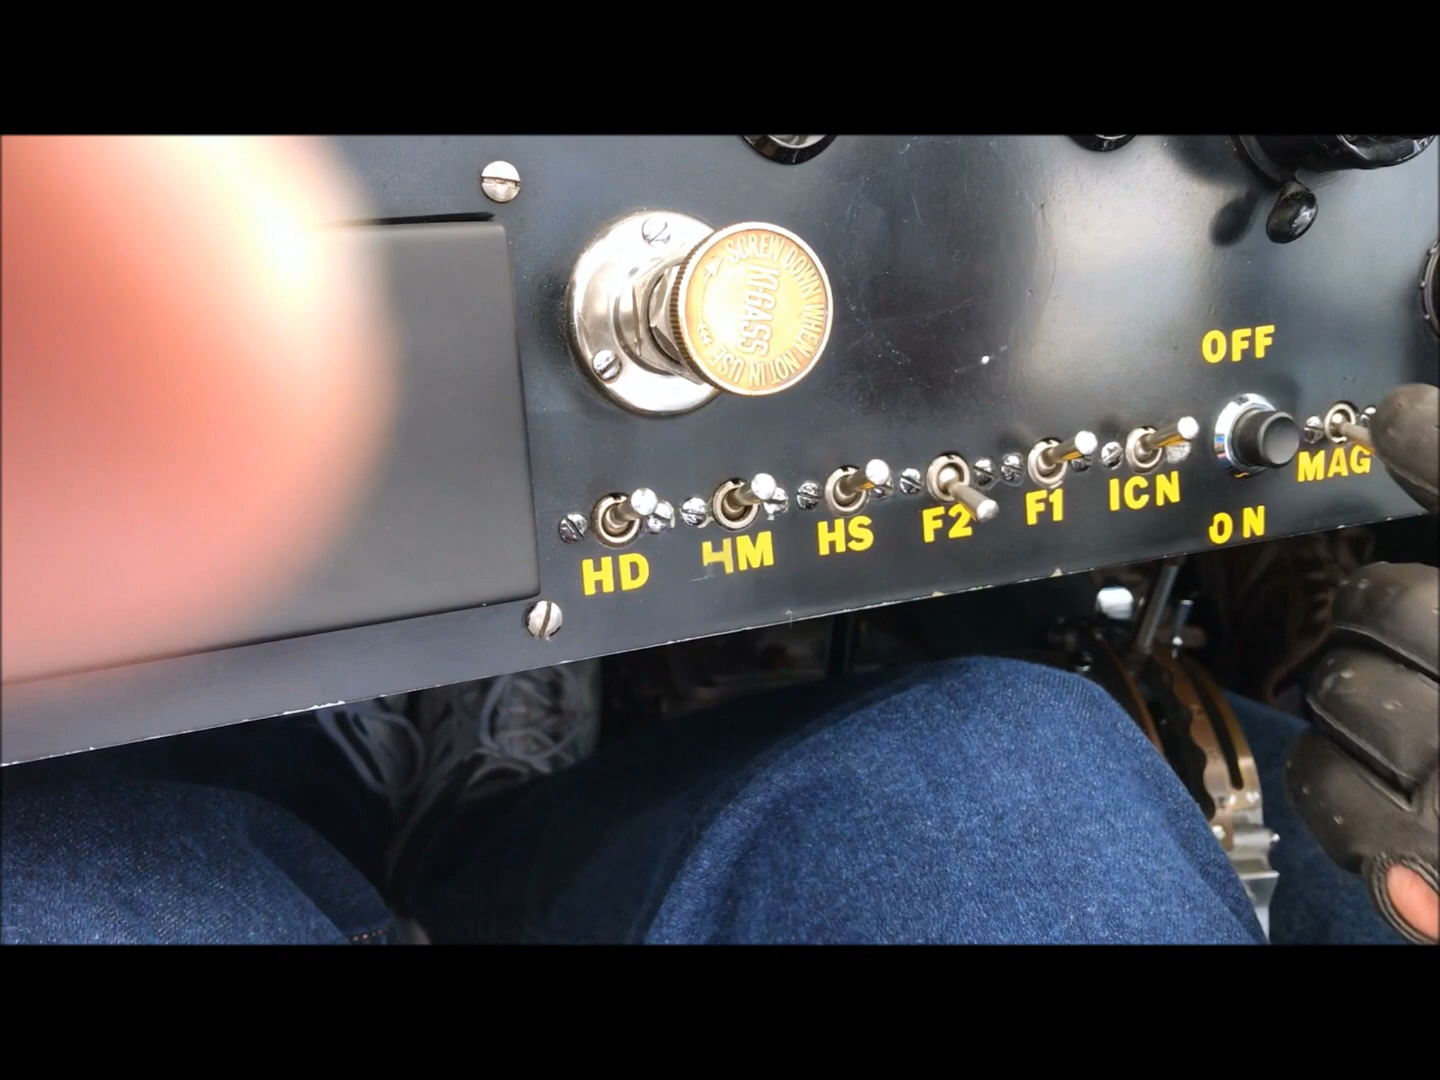 SCREW DOWN WHEN NOT IN USE
KI-GASS
OFF
HD HM HS F2 F1 ICN ON MAG